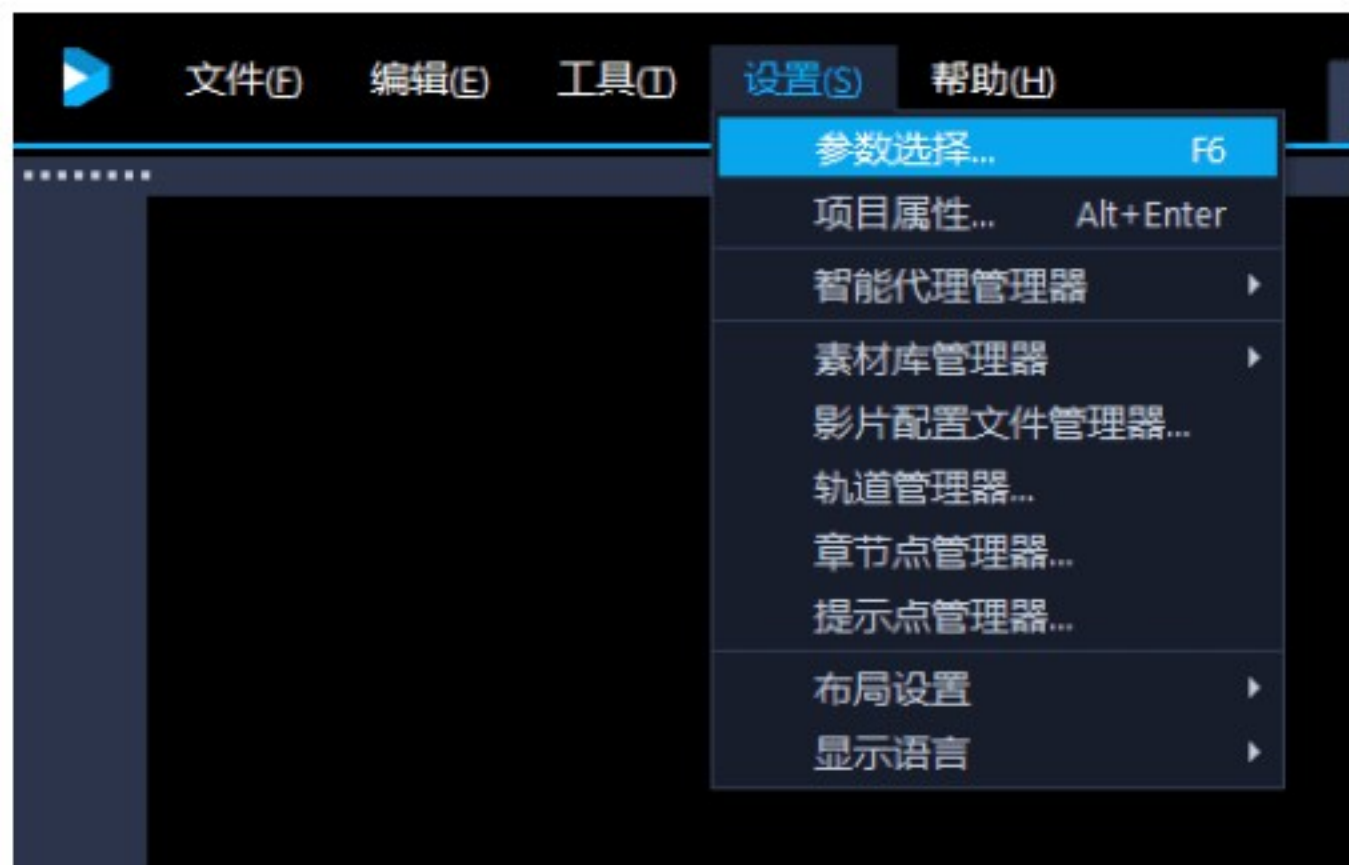 文件(F) 编辑(E) 工具(T) 设置(S) 帮助(H)
参数选择... F6
项目属性... Alt+Enter
智能代理管理器
素材库管理器
影片配置文件管理器...
轨道管理器...
章节点管理器...
提示点管理器...
布局设置
显示语言